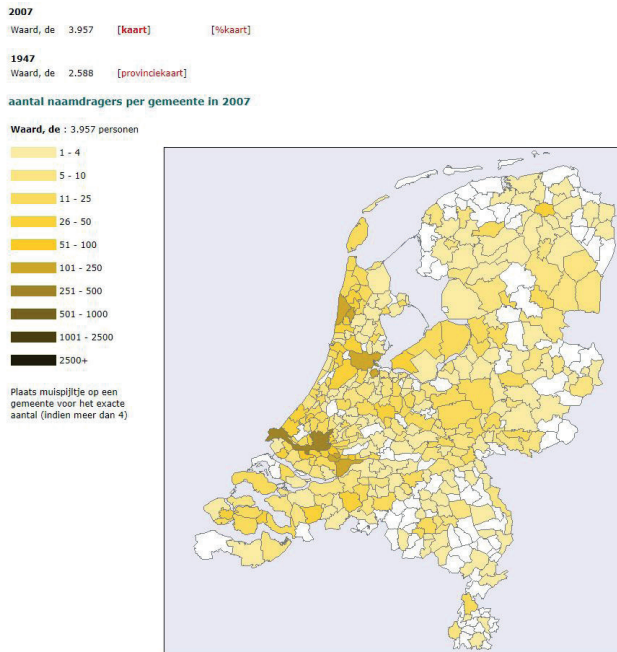 2007
Waard, de 3.957 [kaart] [%kaart]
1947
Waard, de 2.588 [provinciekaart]
aantal naamdragers per gemeente in 2007
Waard, de : 3.957 personen
1 - 4
5 - 10
11 - 25
26 - 50
51 - 100
101 - 250
251 - 500
501 - 1000
1001 - 2500
2500+
Plaats muispijltje op een
gemeente voor het exacte
aantal (indien meer dan 4)